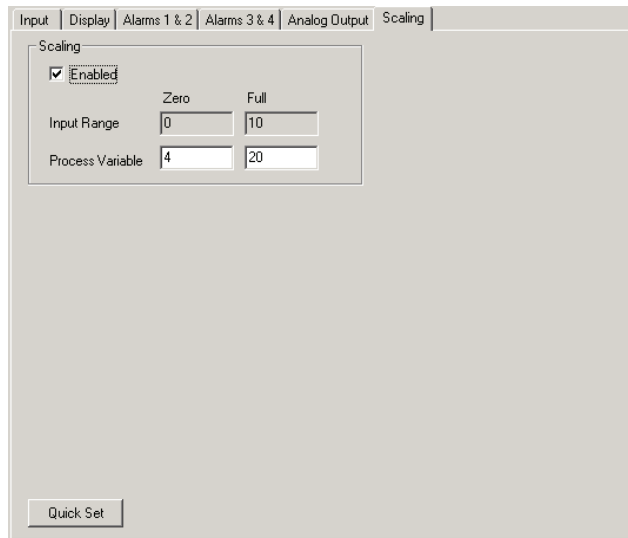 Input Display Alarms 1 & 2 Alarms 3 & 4 Analog Output Scaling
Scaling
Enabled
Zero Full
Input Range 0 10
Process Variable 4 20
Quick Set